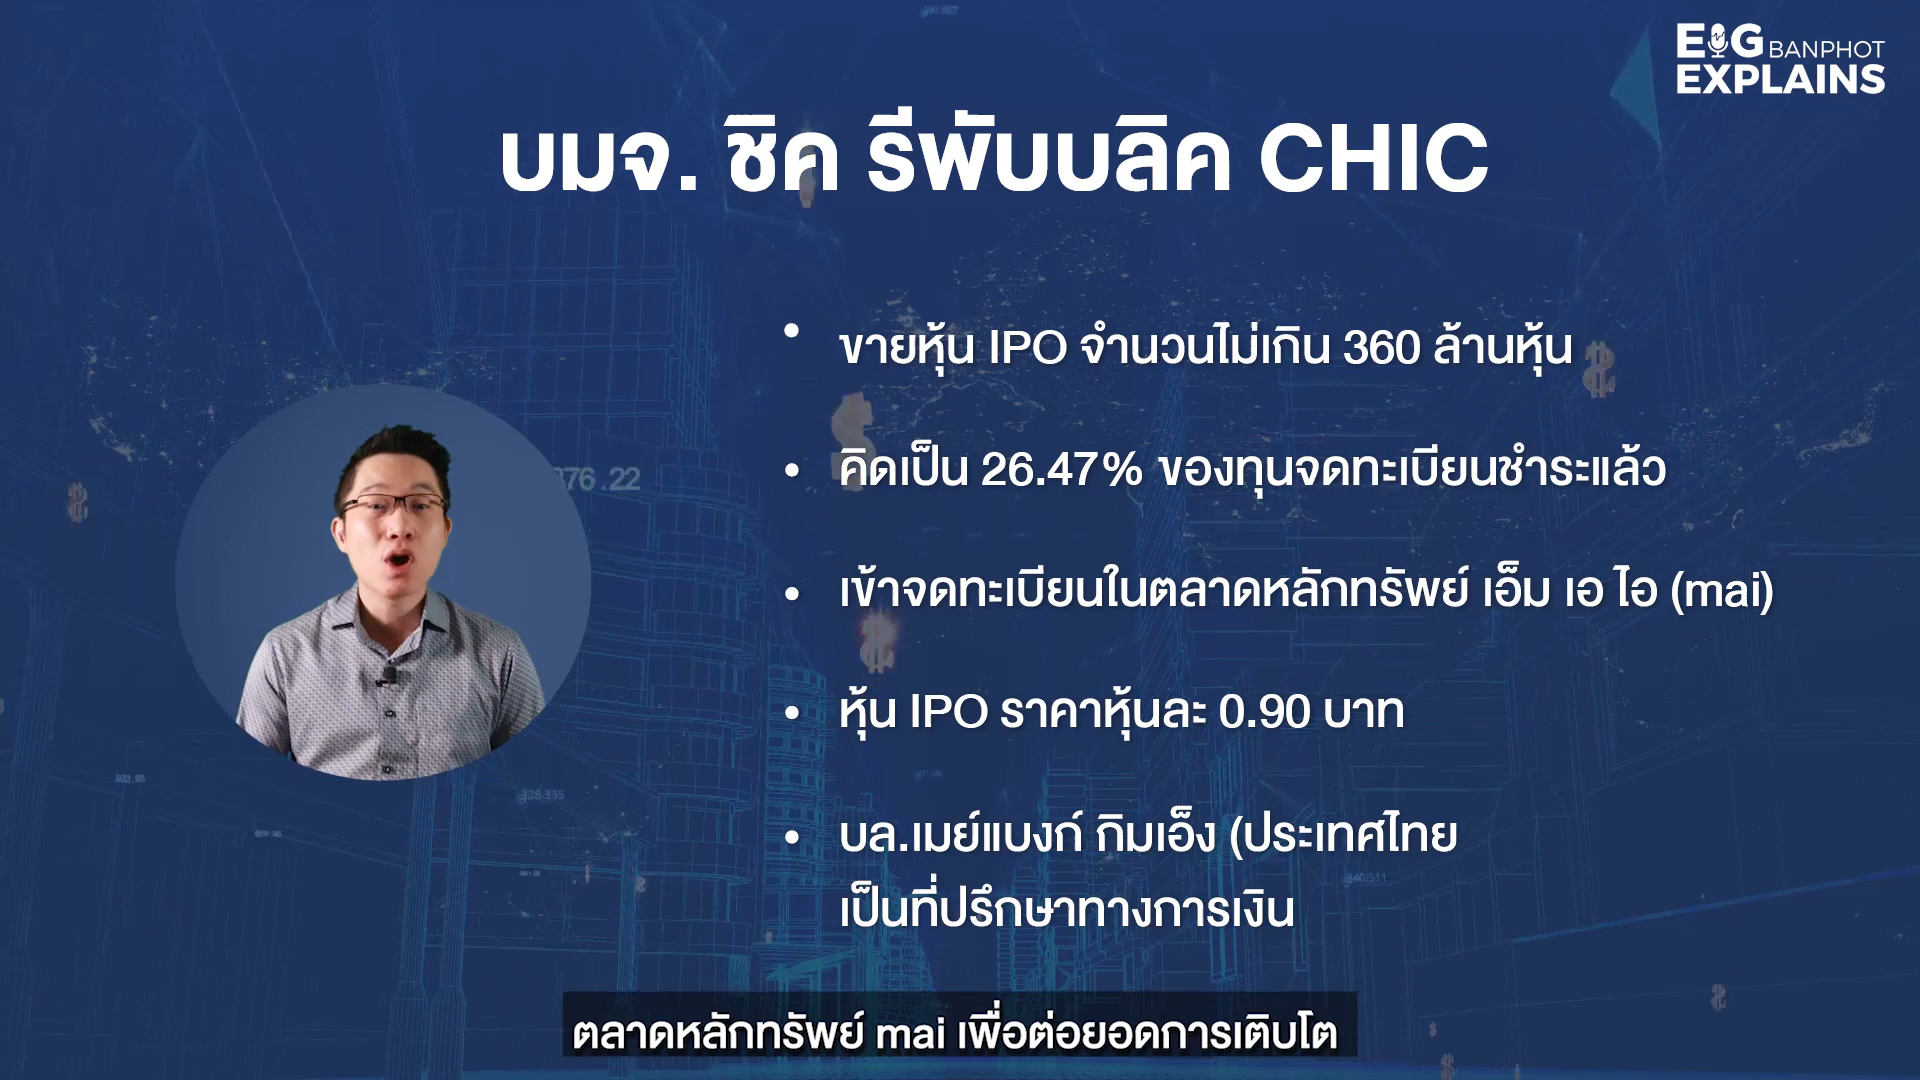 EIG BANPHOT
EXPLAINS
บมจ. ชิค รีพับบลิค CHIC
• ขายหุ้น IPO จำนวนไม่เกิน 360 ล้านหุ้น
• คิดเป็น 26.47% ของทุนจดทะเบียนชำระแล้ว
• เข้าจดทะเบียนในตลาดหลักทรัพย์ เอ็ม เอ ไอ (mai)
• หุ้น IPO ราคาหุ้นละ 0.90 บาท
• บล.เมย์แบงก์ กิมเอ็ง (ประเทศไทย
เป็นที่ปรึกษาทางการเงิน
ตลาดหลักทรัพย์ mai เพื่อต่อยอดการเติบโต